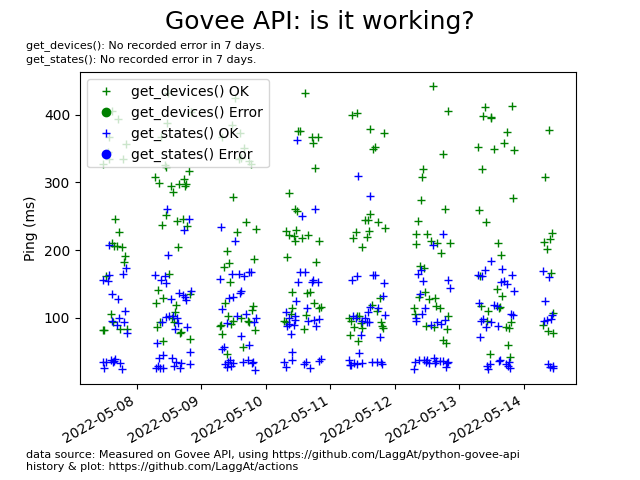 Govee API: is it working?
get_devices(): No recorded error in 7 days.
get_states(): No recorded error in 7 days.
get_devices() OK
get_devices() Error
get_states() OK
get_states() Error
Ping (ms)
400
300
200
100
2022-05-08
2022-05-09
2022-05-10
2022-05-11
2022-05-12
2022-05-13
2022-05-14
data source: Measured on Govee API, using https://github.com/LaggAt/python-govee-api
history & plot: https://github.com/LaggAt/actions